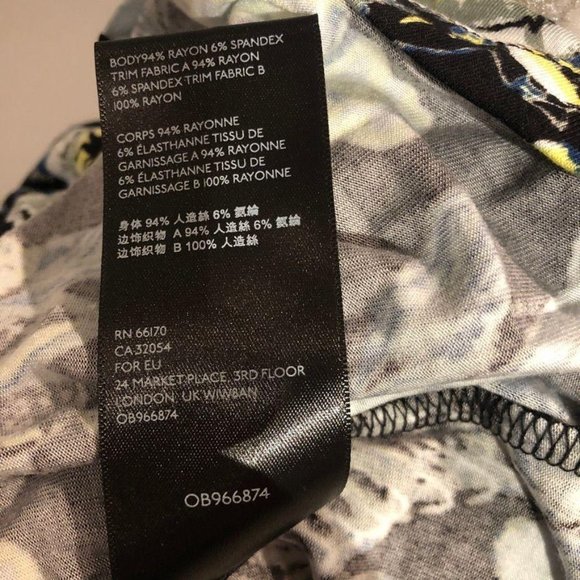 BODY94% RAYON 6% SPANDEX
TRIM FABRIC A 94% RAYON
6% SPANDEX TRIM FABRIC B
100% RAYON
CORPS 94% RAYONNE
6% ÉLASTHANNE TISSU DE
GARNISSAGE A 94% RAYONNE
6% ÉLASTHANNE TISSU DE
GARNISSAGE B 100% RAYONNE
身体 94% 人造絲 6% 氨綸
边饰织物 A 94% 人造絲 6% 氨綸
边饰织物 B 100% 人造絲
RN 66170
CA 32054
FOR EU
24 MARKET PLACE, 3RD FLOOR
LONDON, UK W1W8AN
OB966874
OB966874